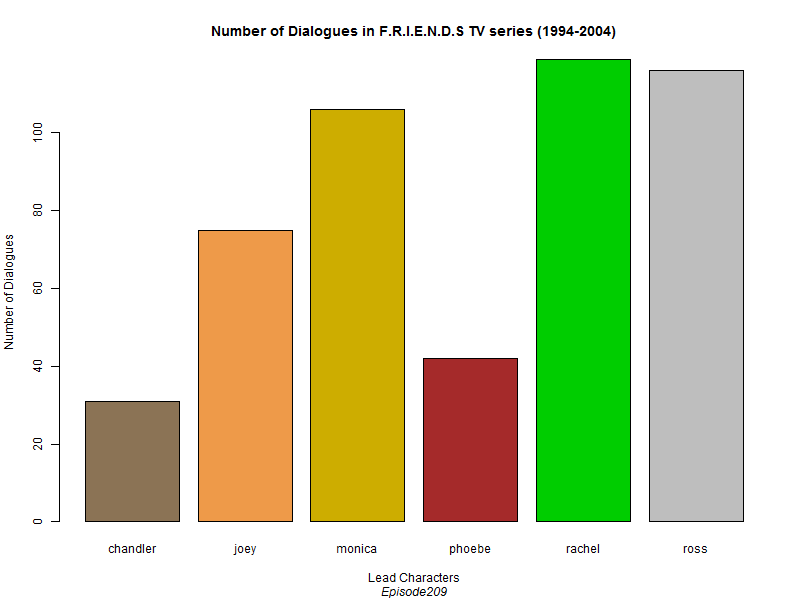 Number of Dialogues in F.R.I.E.N.D.S TV series (1994-2004)
Number of Dialogues
100
80
60
40
20
0
chandler joey monica phoebe rachel ross
Lead Characters
Episode209